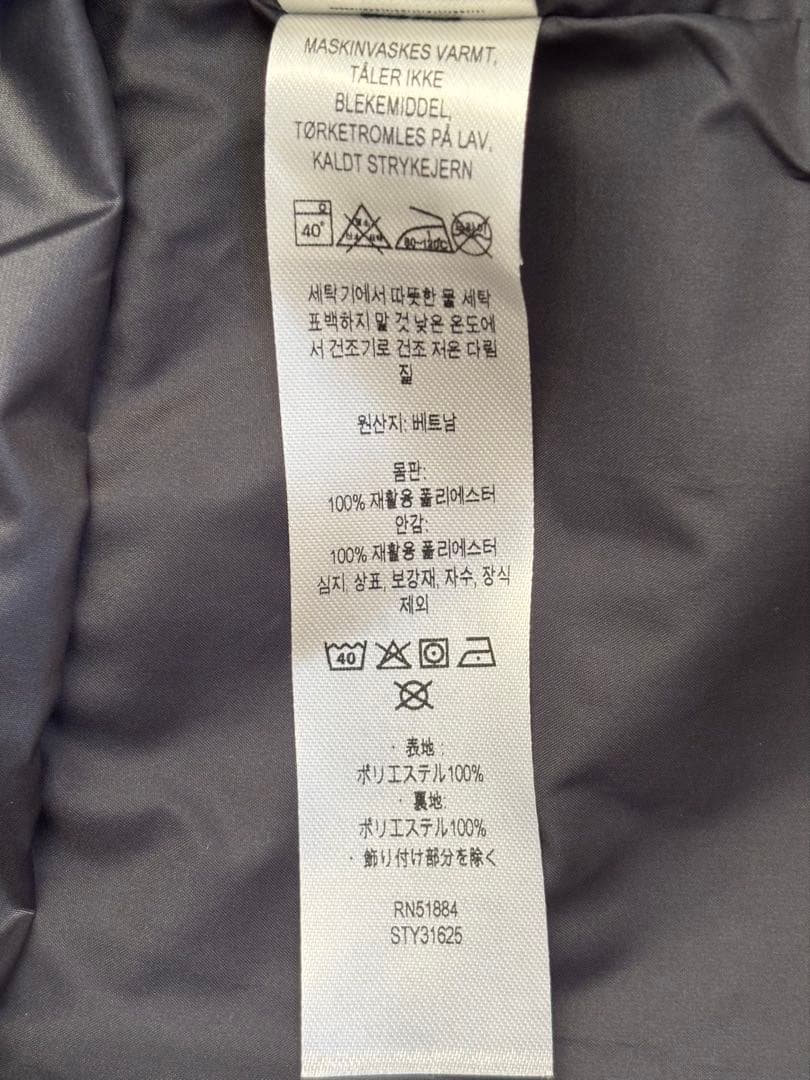 MASKINVASKES VARMT,
TÅLER IKKE
BLEKEMIDDEL,
TØRKETROMLES PÅ LAV,
KALDT STRYKEJERN
40°
80~120℃
세탁기에서 따뜻한 물 세탁
표백하지 말 것 낮은 온도에
서 건조기로 건조 저온 다림
질
원산지: 베트남
몸판:
100% 재활용 폴리에스터
안감:
100% 재활용 폴리에스터
심지, 상표, 보강재, 자수, 장식
제외
40
・表地:
ポリエステル100%
・裏地:
ポリエステル100%
・飾り付け部分を除く
RN51884
STY31625